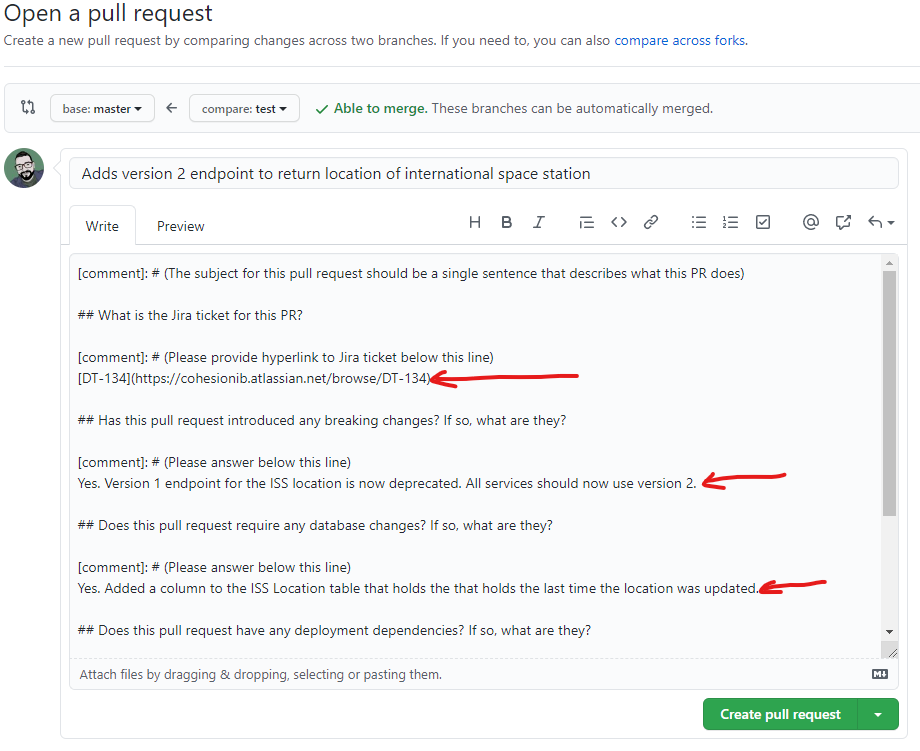 Open a pull request
Create a new pull request by comparing changes across two branches. If you need to, you can also compare across forks.
base: master
compare: test
Able to merge. These branches can be automatically merged.
Adds version 2 endpoint to return location of international space station
Write
Preview
[comment]: # (The subject for this pull request should be a single sentence that describes what this PR does)
## What is the Jira ticket for this PR?
[comment]: # (Please provide hyperlink to Jira ticket below this line)
[DT-134](https://cohesionib.atlassian.net/browse/DT-134)
## Has this pull request introduced any breaking changes? If so, what are they?
[comment]: # (Please answer below this line)
Yes. Version 1 endpoint for the ISS location is now deprecated. All services should now use version 2.
## Does this pull request require any database changes? If so, what are they?
[comment]: # (Please answer below this line)
Yes. Added a column to the ISS Location table that holds the that holds the last time the location was updated.
## Does this pull request have any deployment dependencies? If so, what are they?
Attach files by dragging & dropping, selecting or pasting them.
Create pull request